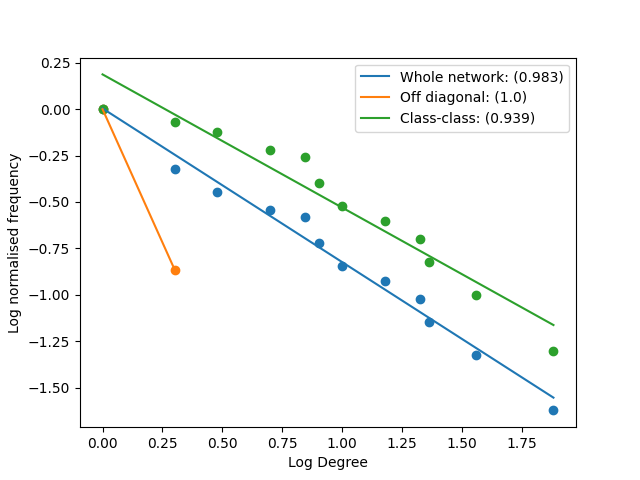 0.25
0.00
−0.25
−0.50
−0.75
−1.00
−1.25
−1.50
Log normalised frequency
Whole network: (0.983)
Off diagonal: (1.0)
Class-class: (0.939)
0.00 0.25 0.50 0.75 1.00 1.25 1.50 1.75
Log Degree